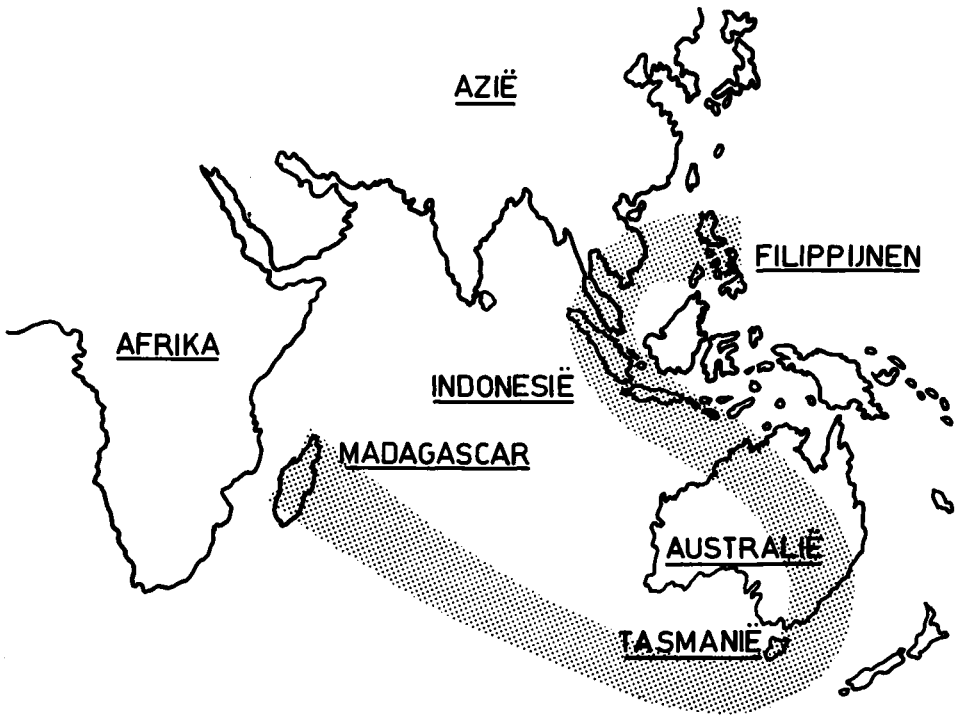 AZIË
FILIPPIJNEN
AFRIKA
INDONESIË
MADAGASCAR
AUSTRALIË
TASMANIË